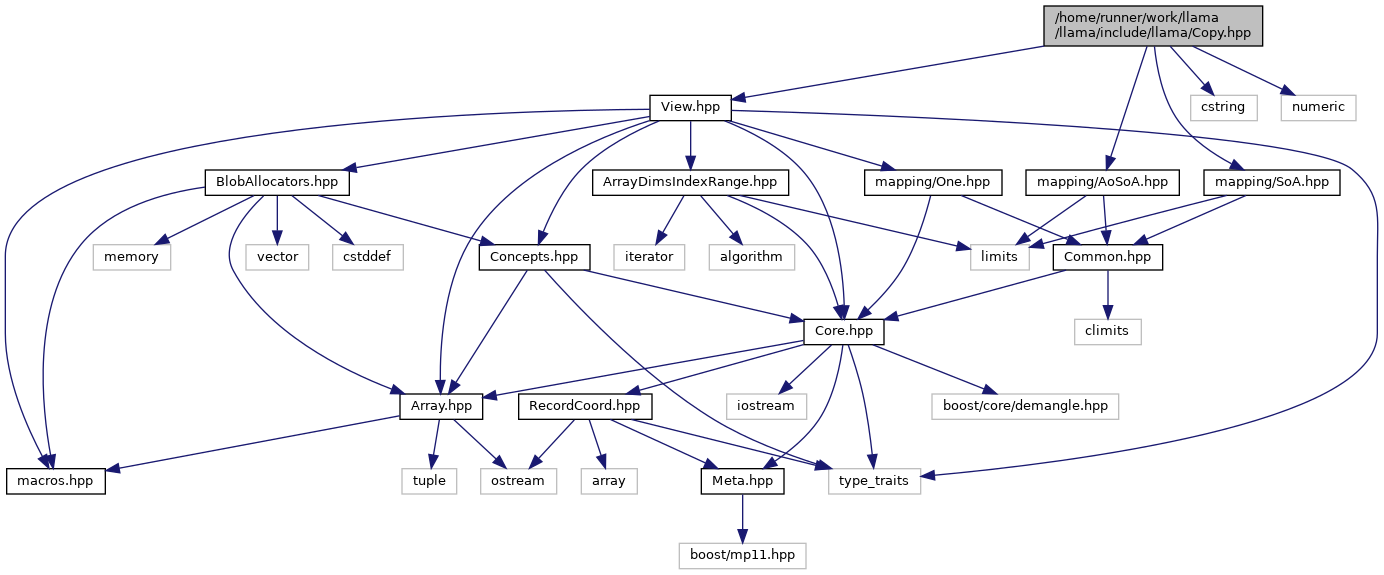 /home/runner/work/llama
/llama/include/llama/Copy.hpp
View.hpp
cstring
numeric
BlobAllocators.hpp
ArrayDimsIndexRange.hpp
mapping/One.hpp
mapping/AoSoA.hpp
mapping/SoA.hpp
memory
vector
cstddef
Concepts.hpp
iterator
algorithm
limits
Common.hpp
Core.hpp
climits
Array.hpp
RecordCoord.hpp
iostream
boost/core/demangle.hpp
macros.hpp
tuple
ostream
array
Meta.hpp
type_traits
boost/mp11.hpp